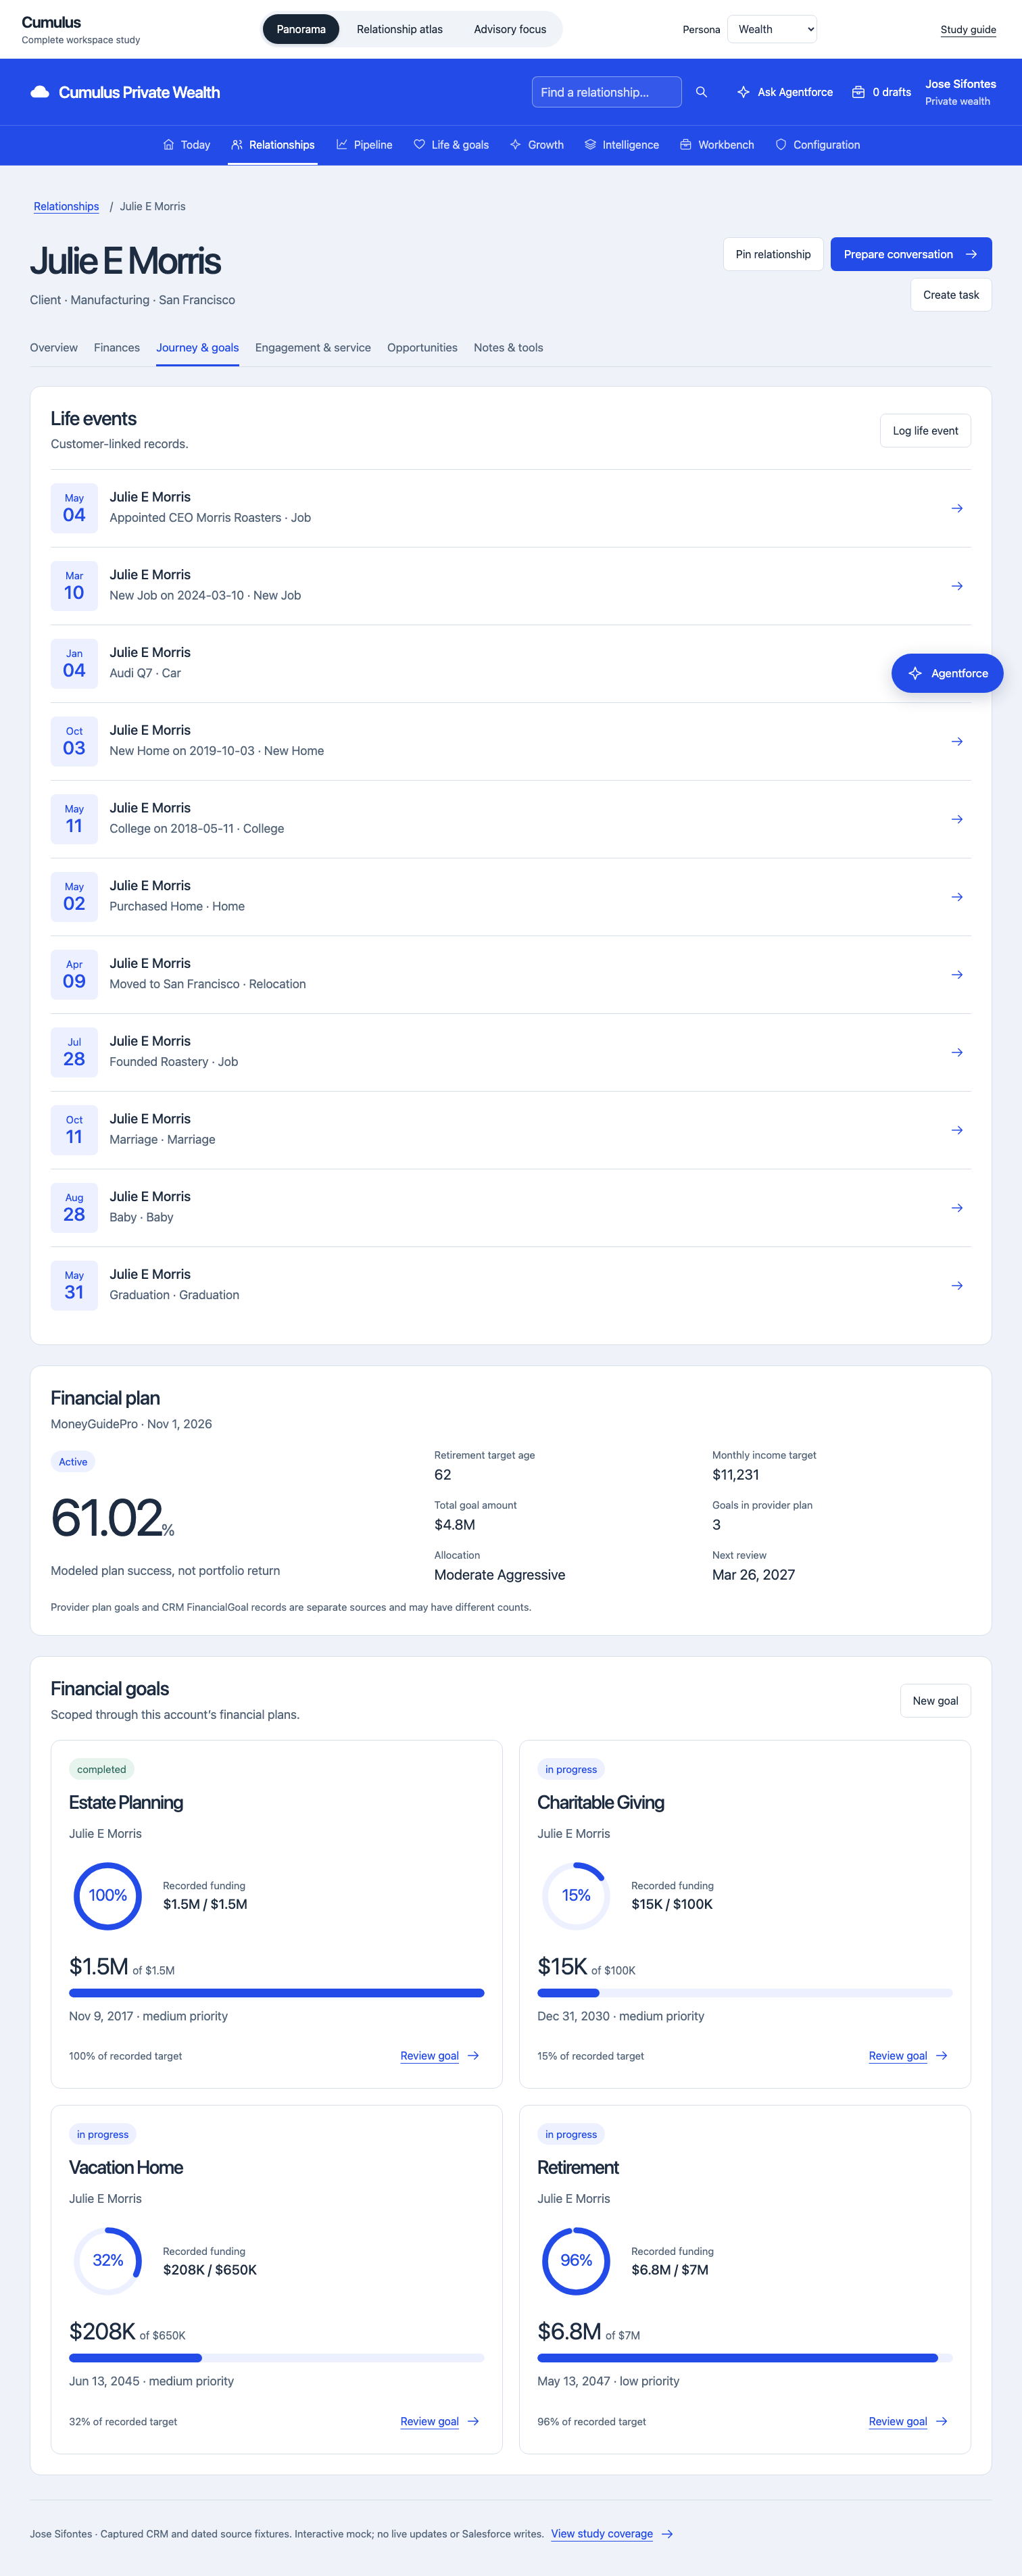 Cumulus
Complete workspace study
Panorama
Relationship atlas
Advisory focus
Persona
Wealth
Study guide
Cumulus Private Wealth
Find a relationship...
Ask Agentforce
0 drafts
Jose Sifontes
Private wealth
Today
Relationships
Pipeline
Life & goals
Growth
Intelligence
Workbench
Configuration
Relationships / Julie E Morris
Julie E Morris
Client · Manufacturing · San Francisco
Pin relationship
Prepare conversation
Create task
Overview
Finances
Journey & goals
Engagement & service
Opportunities
Notes & tools
Life events
Customer-linked records.
Log life event
May
04
Julie E Morris
Appointed CEO Morris Roasters · Job
Mar
10
Julie E Morris
New Job on 2024-03-10 · New Job
Jan
04
Julie E Morris
Audi Q7 · Car
Agentforce
Oct
03
Julie E Morris
New Home on 2019-10-03 · New Home
May
11
Julie E Morris
College on 2018-05-11 · College
May
02
Julie E Morris
Purchased Home · Home
Apr
09
Julie E Morris
Moved to San Francisco · Relocation
Jul
28
Julie E Morris
Founded Roastery · Job
Oct
11
Julie E Morris
Marriage · Marriage
Aug
28
Julie E Morris
Baby · Baby
May
31
Julie E Morris
Graduation · Graduation
Financial plan
MoneyGuidePro · Nov 1, 2026
Active
61.02%
Modeled plan success, not portfolio return
Retirement target age
62
Monthly income target
$11,231
Total goal amount
$4.8M
Goals in provider plan
3
Allocation
Moderate Aggressive
Next review
Mar 26, 2027
Provider plan goals and CRM FinancialGoal records are separate sources and may have different counts.
Financial goals
Scoped through this account's financial plans.
New goal
completed
Estate Planning
Julie E Morris
100%
Recorded funding
$1.5M / $1.5M
$1.5M of $1.5M
Nov 9, 2017 · medium priority
100% of recorded target
Review goal
in progress
Charitable Giving
Julie E Morris
15%
Recorded funding
$15K / $100K
$15K of $100K
Dec 31, 2030 · medium priority
15% of recorded target
Review goal
in progress
Vacation Home
Julie E Morris
32%
Recorded funding
$208K / $650K
$208K of $650K
Jun 13, 2045 · medium priority
32% of recorded target
Review goal
in progress
Retirement
Julie E Morris
96%
Recorded funding
$6.8M / $7M
$6.8M of $7M
May 13, 2047 · low priority
96% of recorded target
Review goal
Jose Sifontes · Captured CRM and dated source fixtures. Interactive mock; no live updates or Salesforce writes. View study coverage